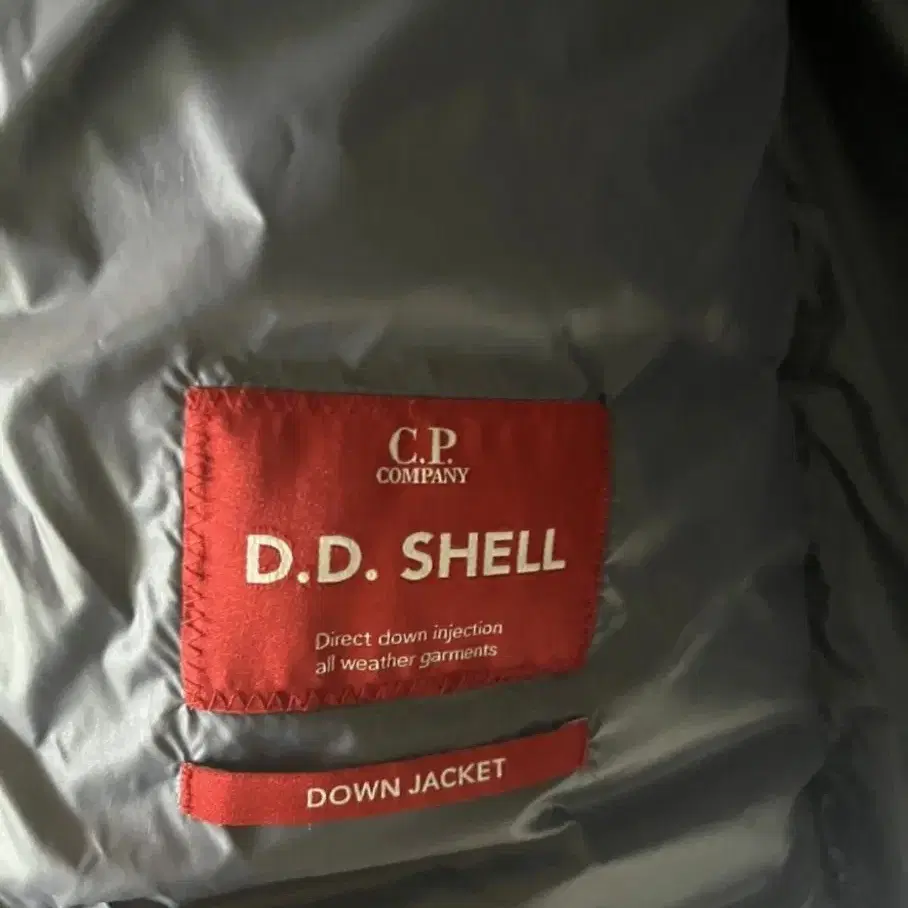 C.P.
COMPANY
D.D. SHELL
Direct down injection
all weather garments
DOWN JACKET